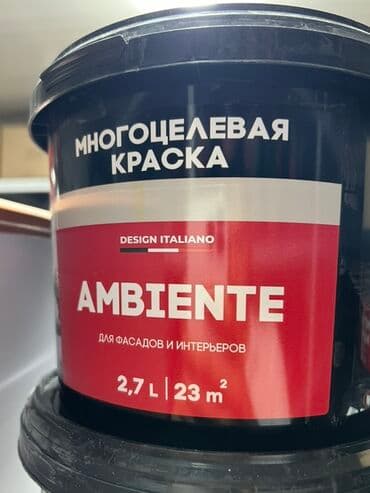 МНОГОЦЕЛЕВАЯ
КРАСКА
DESIGN ITALIANO
AMBIENTE
ДЛЯ ФАСАДОВ И ИНТЕРЬЕРОВ
2,7 L | 23 m²